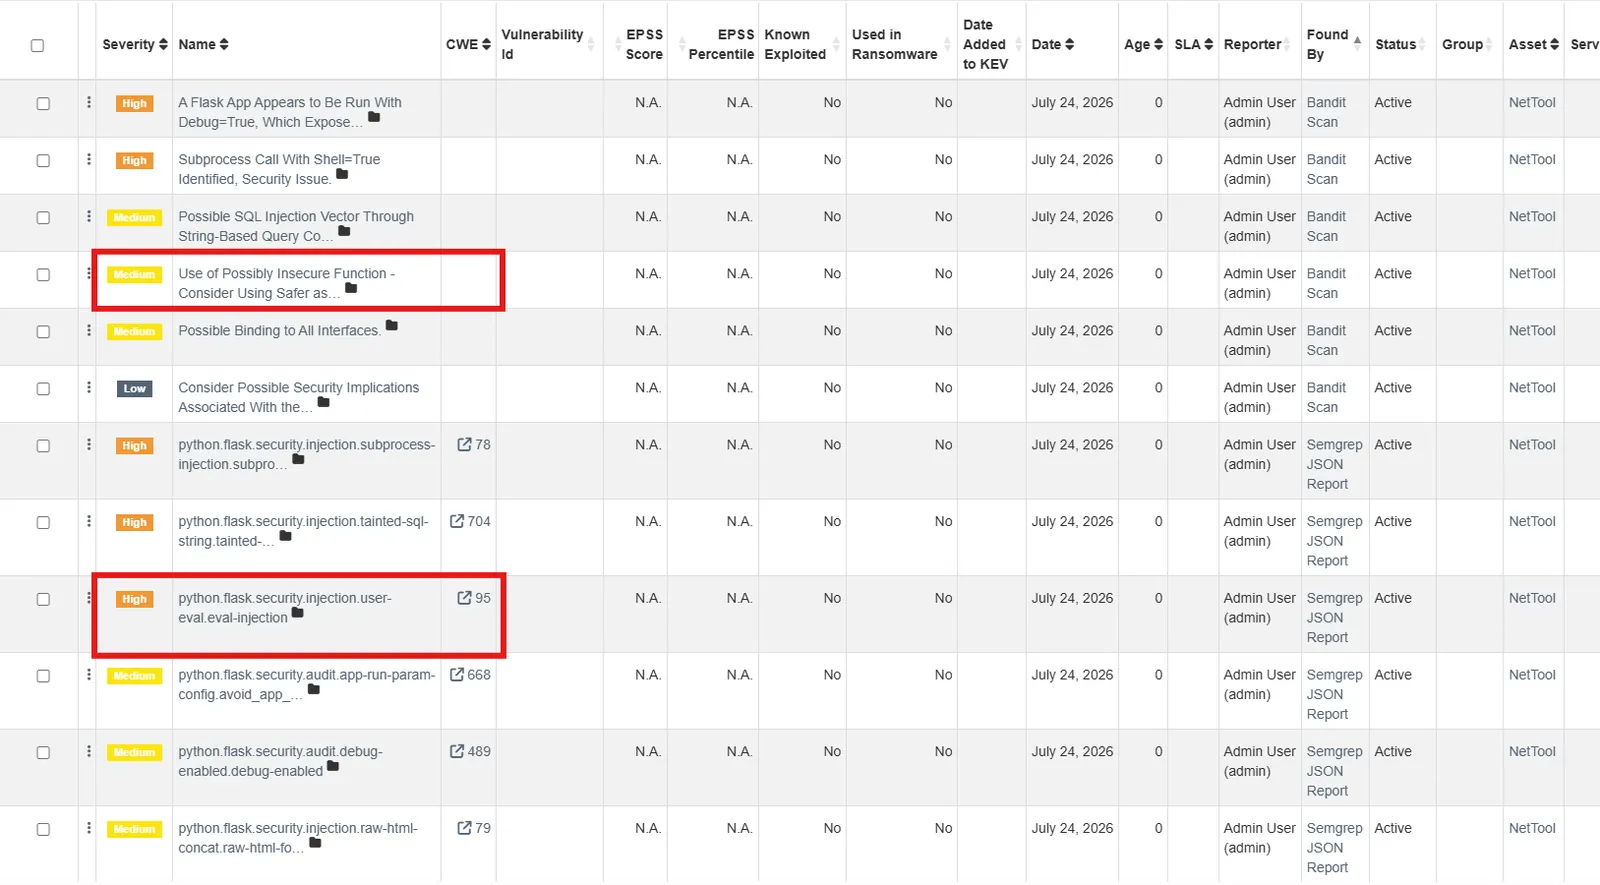 Severity Name CWE Vulnerability Id EPSS Score EPSS Percentile Known Exploited Used in Ransomware Date Added to KEV Date Age SLA Reporter Found By Status Group Asset Serv
High A Flask App Appears to Be Run With Debug=True, Which Expose… N.A. N.A. No No July 24, 2026 0 Admin User (admin) Bandit Scan Active NetTool
High Subprocess Call With Shell=True Identified, Security Issue. N.A. N.A. No No July 24, 2026 0 Admin User (admin) Bandit Scan Active NetTool
Medium Possible SQL Injection Vector Through String-Based Query Co… N.A. N.A. No No July 24, 2026 0 Admin User (admin) Bandit Scan Active NetTool
Medium Use of Possibly Insecure Function - Consider Using Safer as… N.A. N.A. No No July 24, 2026 0 Admin User (admin) Bandit Scan Active NetTool
Medium Possible Binding to All Interfaces. N.A. N.A. No No July 24, 2026 0 Admin User (admin) Bandit Scan Active NetTool
Low Consider Possible Security Implications Associated With the… N.A. N.A. No No July 24, 2026 0 Admin User (admin) Bandit Scan Active NetTool
High python.flask.security.injection.subprocess-injection.subpro… 78 N.A. N.A. No No July 24, 2026 0 Admin User (admin) Semgrep JSON Report Active NetTool
High python.flask.security.injection.tainted-sql-string.tainted-… 704 N.A. N.A. No No July 24, 2026 0 Admin User (admin) Semgrep JSON Report Active NetTool
High python.flask.security.injection.user-eval.eval-injection 95 N.A. N.A. No No July 24, 2026 0 Admin User (admin) Semgrep JSON Report Active NetTool
Medium python.flask.security.audit.app-run-param-config.avoid_app_… 668 N.A. N.A. No No July 24, 2026 0 Admin User (admin) Semgrep JSON Report Active NetTool
Medium python.flask.security.audit.debug-enabled.debug-enabled 489 N.A. N.A. No No July 24, 2026 0 Admin User (admin) Semgrep JSON Report Active NetTool
Medium python.flask.security.injection.raw-html-concat.raw-html-fo… 79 N.A. N.A. No No July 24, 2026 0 Admin User (admin) Semgrep JSON Report Active NetTool